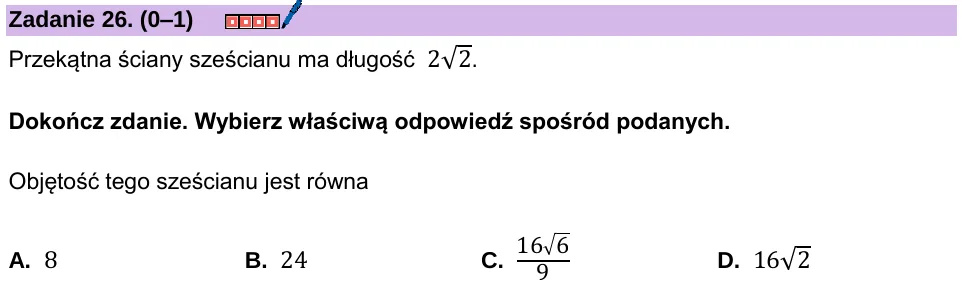 Zadanie 26. (0–1)
Przekątna ściany sześcianu ma długość 2√2.
Dokończ zdanie. Wybierz właściwą odpowiedź spośród podanych.
Objętość tego sześcianu jest równa
A. 8 B. 24 C. 16√6/9 D. 16√2